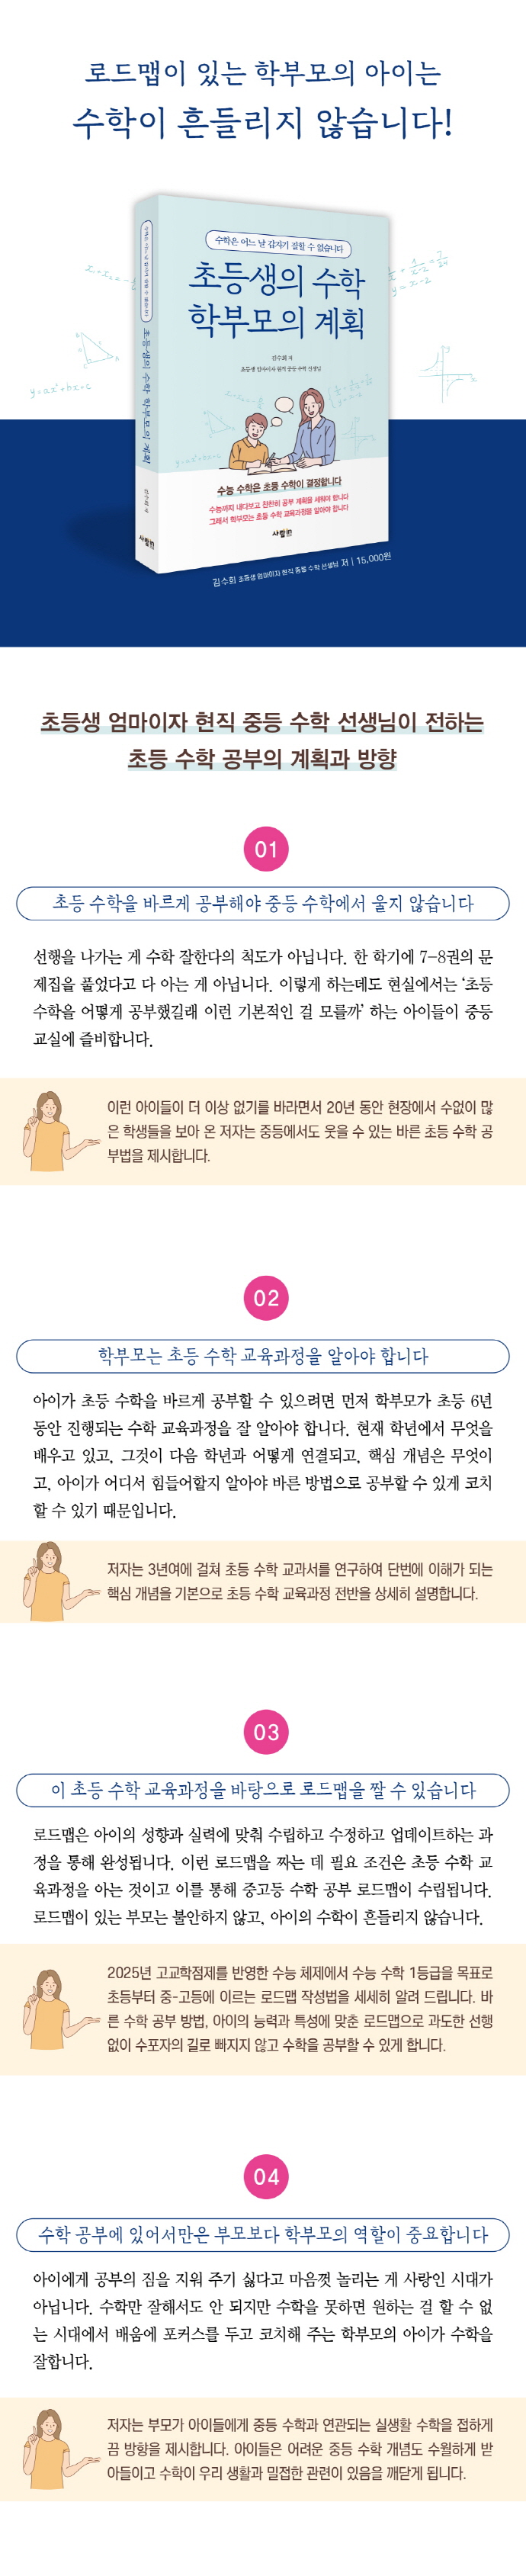 로드맵이 있는 학부모의 아이는
수학이 흔들리지 않습니다!
수학은 어느 날 갑자기 잘할 수 없습니다
초등생의 수학
학부모의 계획
김수희 저
초등생 엄마이자 현직 중등 수학 선생님
수능 수학은 초등 수학이 결정합니다
수능까지 내다보고 찬찬히 공부 계획을 세워야 합니다
그래서 학부모는 초등 수학 교육과정을 알아야 합니다
사람in
수학은 어느 날 갑자기 잘할 수 없습니다
초등생의 수학 학부모의 계획
김수희 저
사람in
y=ax²+bx+c
y=x-2
김수희 초등생 엄마이자 현직 중등 수학 선생님 저 | 15,000원
초등생 엄마이자 현직 중등 수학 선생님이 전하는
초등 수학 공부의 계획과 방향
01
초등 수학을 바르게 공부해야 중등 수학에서 울지 않습니다
선행을 나가는 게 수학 잘한다의 척도가 아닙니다. 한 학기에 7-8권의 문
제집을 풀었다고 다 아는 게 아닙니다. 이렇게 하는데도 현실에서는 ‘초등
수학을 어떻게 공부했길래 이런 기본적인 걸 모를까’ 하는 아이들이 중등
교실에 즐비합니다.
이런 아이들이 더 이상 없기를 바라면서 20년 동안 현장에서 수없이 많
은 학생들을 보아 온 저자는 중등에서도 웃을 수 있는 바른 초등 수학 공
부법을 제시합니다.
02
학부모는 초등 수학 교육과정을 알아야 합니다
아이가 초등 수학을 바르게 공부할 수 있으려면 먼저 학부모가 초등 6년
동안 진행되는 수학 교육과정을 잘 알아야 합니다. 현재 학년에서 무엇을
배우고 있고, 그것이 다음 학년과 어떻게 연결되고, 핵심 개념은 무엇이
고, 아이가 어디서 힘들어할지 알아야 바른 방법으로 공부할 수 있게 코치
할 수 있기 때문입니다.
저자는 3년여에 걸쳐 초등 수학 교과서를 연구하여 단번에 이해가 되는
핵심 개념을 기본으로 초등 수학 교육과정 전반을 상세히 설명합니다.
03
이 초등 수학 교육과정을 바탕으로 로드맵을 짤 수 있습니다
로드맵은 아이의 성향과 실력에 맞춰 수립하고 수정하고 업데이트하는 과
정을 통해 완성됩니다. 이런 로드맵을 짜는 데 필요 조건은 초등 수학 교
육과정을 아는 것이고 이를 통해 중고등 수학 공부 로드맵이 수립됩니다.
로드맵이 있는 부모는 불안하지 않고, 아이의 수학이 흔들리지 않습니다.
2025년 고교학점제를 반영한 수능 체제에서 수능 수학 1등급을 목표로
초등부터 중-고등에 이르는 로드맵 작성법을 세세히 알려 드립니다. 바
른 수학 공부 방법, 아이의 능력과 특성에 맞춘 로드맵으로 과도한 선행
없이 수포자의 길로 빠지지 않고 수학을 공부할 수 있게 합니다.
04
수학 공부에 있어서만은 부모보다 학부모의 역할이 중요합니다
아이에게 공부의 짐을 지워 주기 싫다고 마음껏 놀리는 게 사랑인 시대가
아닙니다. 수학만 잘해서도 안 되지만 수학을 못하면 원하는 걸 할 수 없
는 시대에서 배움에 포커스를 두고 코치해 주는 학부모의 아이가 수학을
잘합니다.
저자는 부모가 아이들에게 중등 수학과 연관되는 실생활 수학을 접하게
끔 방향을 제시합니다. 아이들은 어려운 중등 수학 개념도 수월하게 받
아들이고 수학이 우리 생활과 밀접한 관련이 있음을 깨닫게 됩니다.